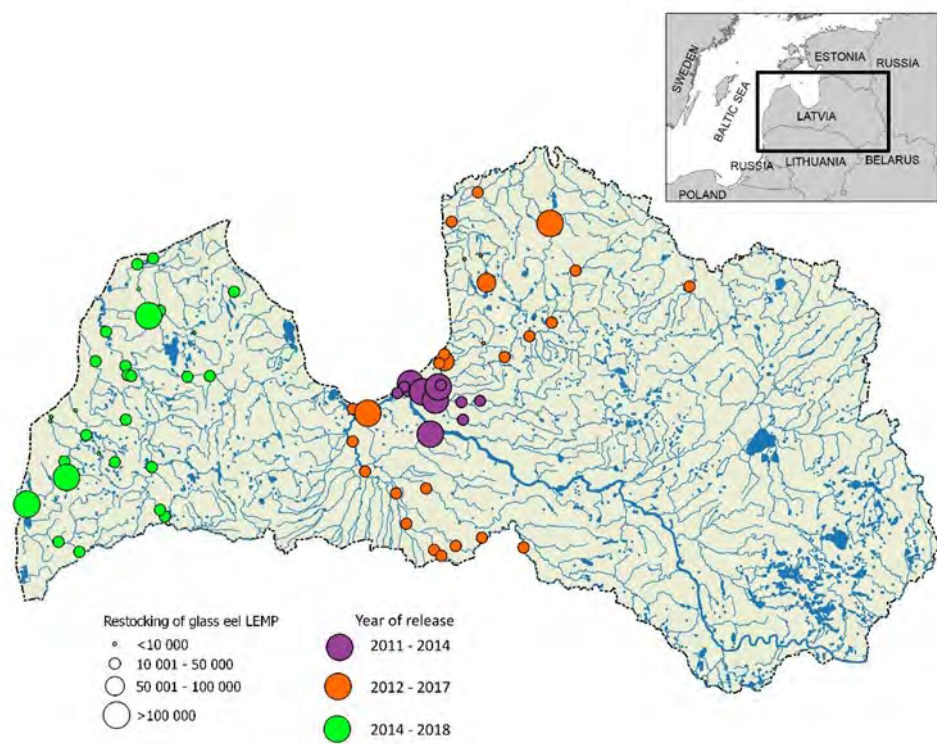 ESTONIA
RUSSIA
SWEDEN
BALTIC SEA
LATVIA
RUSSIA
LITHUANIA
BELARUS
POLAND
Restocking of glass eel LEMP
<10 000
10 001 - 50 000
50 001 - 100 000
>100 000
Year of release
2011 - 2014
2012 - 2017
2014 - 2018